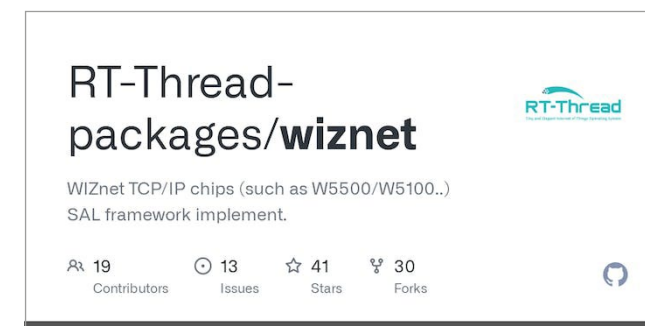 RT-Thread-
packages/wiznet
RT-Thread
WIZnet TCP/IP chips (such as W5500/W5100..)
SAL framework implement.
19
Contributors
13
Issues
41
Stars
30
Forks